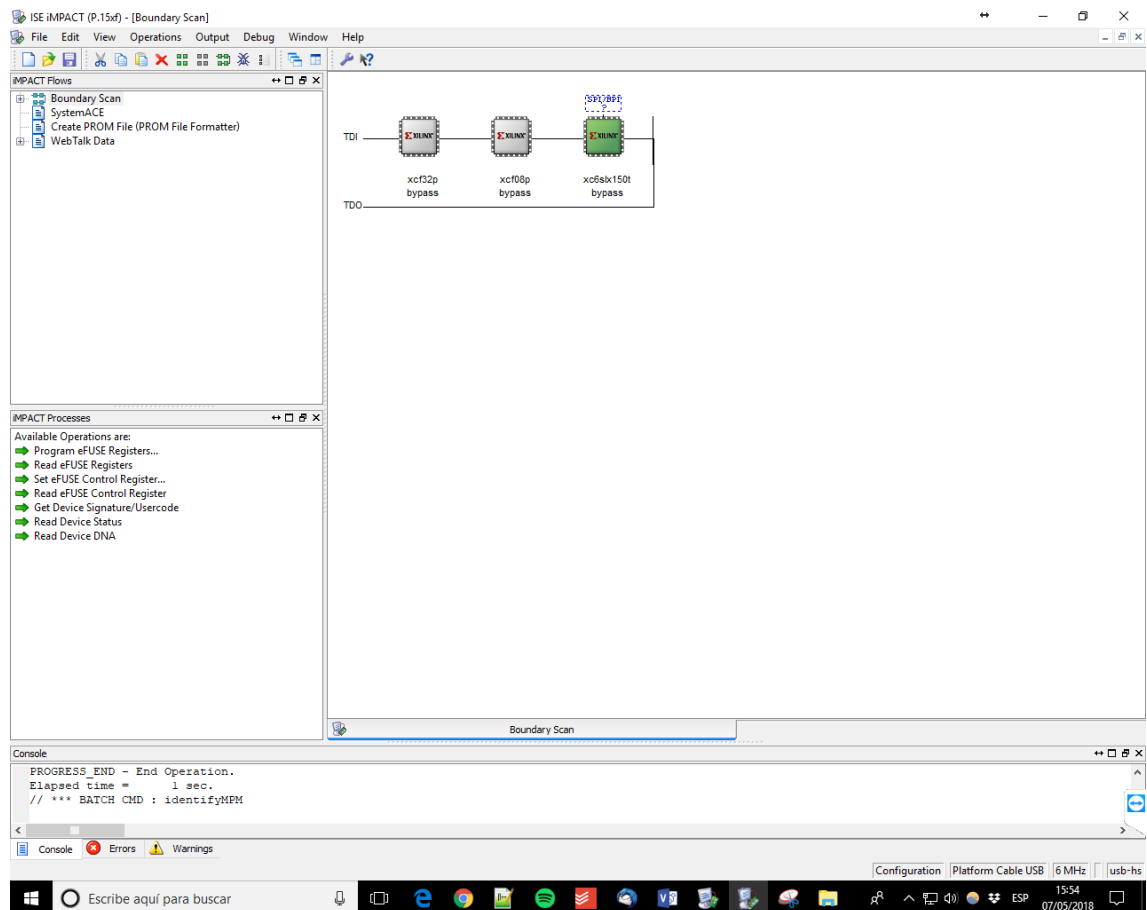 ISE iMPACT (P.15xf) - [Boundary Scan]
File Edit View Operations Output Debug Window Help
iMPACT Flows
Boundary Scan
SystemACE
Create PROM File (PROM File Formatter)
WebTalk Data
SPI/BPI
?
TDI
XILINX XILINX XILINX
xcf32p xcf08p xc6slx150t
bypass bypass bypass
TDO
iMPACT Processes
Available Operations are:
Program eFUSE Registers...
Read eFUSE Registers
Set eFUSE Control Register...
Read eFUSE Control Register
Get Device Signature/Usercode
Read Device Status
Read Device DNA
Boundary Scan
Console
PROGRESS_END - End Operation.
Elapsed time =      1 sec.
// *** BATCH CMD : identifyMPM
Console Errors Warnings
Configuration Platform Cable USB 6 MHz usb-hs
Escribe aquí para buscar
ESP
15:54
07/05/2018